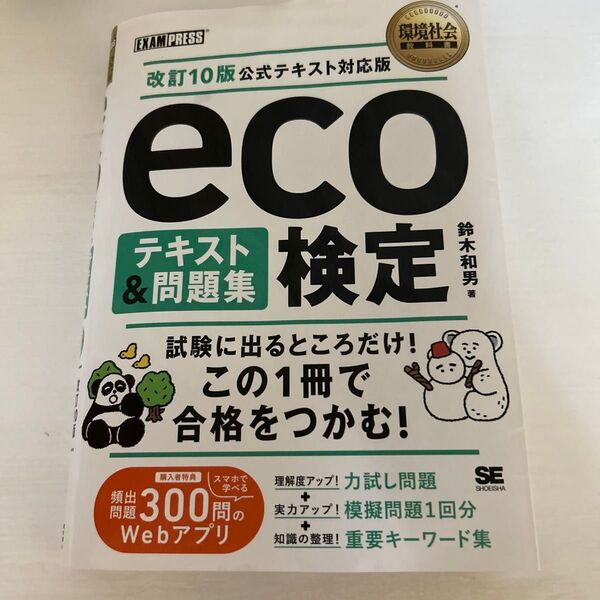 EXAMPRESS
環境社会
教科書
改訂10版 公式テキスト対応版
eco
検定
テキスト
&問題集
鈴木和男 著
試験に出るところだけ!
この1冊で
合格をつかむ!
購入者特典
スマホで
学べる
頻出
問題
300問の
Webアプリ
理解度アップ! 力試し問題
+
実力アップ! 模擬問題1回分
+
知識の整理! 重要キーワード集
SE
SHOEISHA